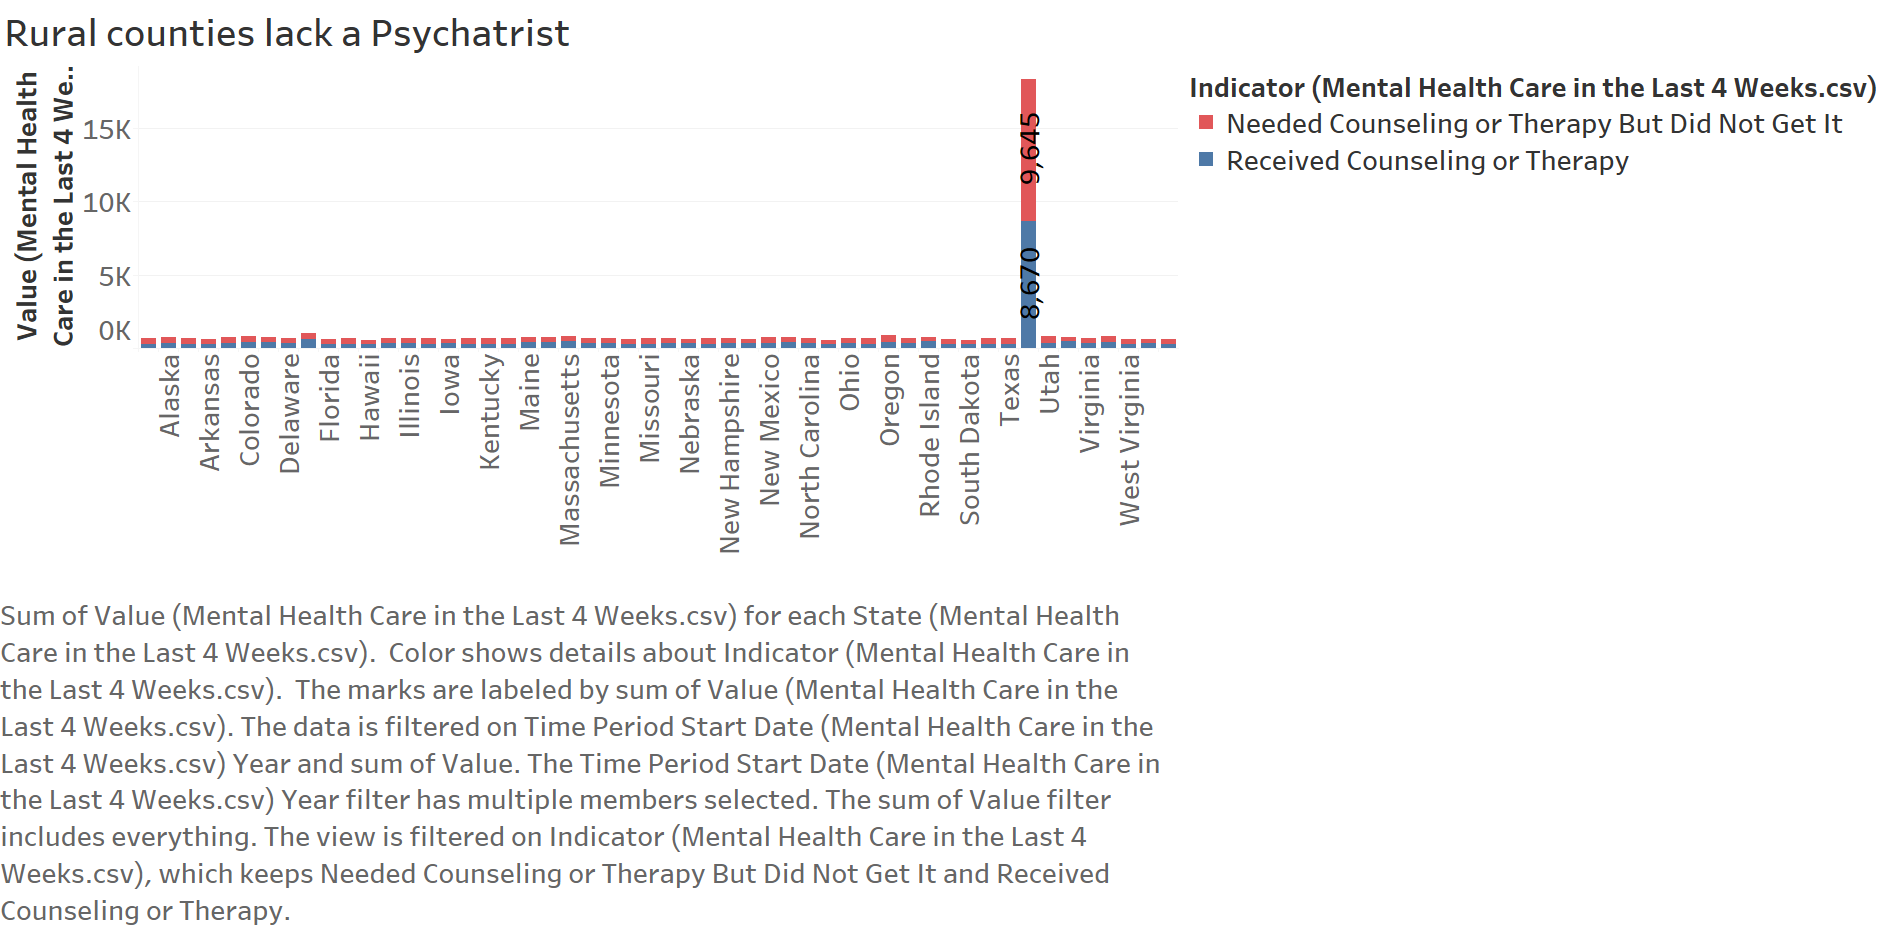 Rural counties lack a Psychatrist
Value (Mental Health
Care in the Last 4 We..
15K
10K
5K
0K
9,645
8,670
Alaska
Arkansas
Colorado
Delaware
Florida
Hawaii
Illinois
Iowa
Kentucky
Maine
Massachusetts
Minnesota
Missouri
Nebraska
New Hampshire
New Mexico
North Carolina
Ohio
Oregon
Rhode Island
South Dakota
Texas
Utah
Virginia
West Virginia
Indicator (Mental Health Care in the Last 4 Weeks.csv)
Needed Counseling or Therapy But Did Not Get It
Received Counseling or Therapy
Sum of Value (Mental Health Care in the Last 4 Weeks.csv) for each State (Mental Health
Care in the Last 4 Weeks.csv).  Color shows details about Indicator (Mental Health Care in
the Last 4 Weeks.csv).  The marks are labeled by sum of Value (Mental Health Care in the
Last 4 Weeks.csv). The data is filtered on Time Period Start Date (Mental Health Care in the
Last 4 Weeks.csv) Year and sum of Value. The Time Period Start Date (Mental Health Care in
the Last 4 Weeks.csv) Year filter has multiple members selected. The sum of Value filter
includes everything. The view is filtered on Indicator (Mental Health Care in the Last 4
Weeks.csv), which keeps Needed Counseling or Therapy But Did Not Get It and Received
Counseling or Therapy.